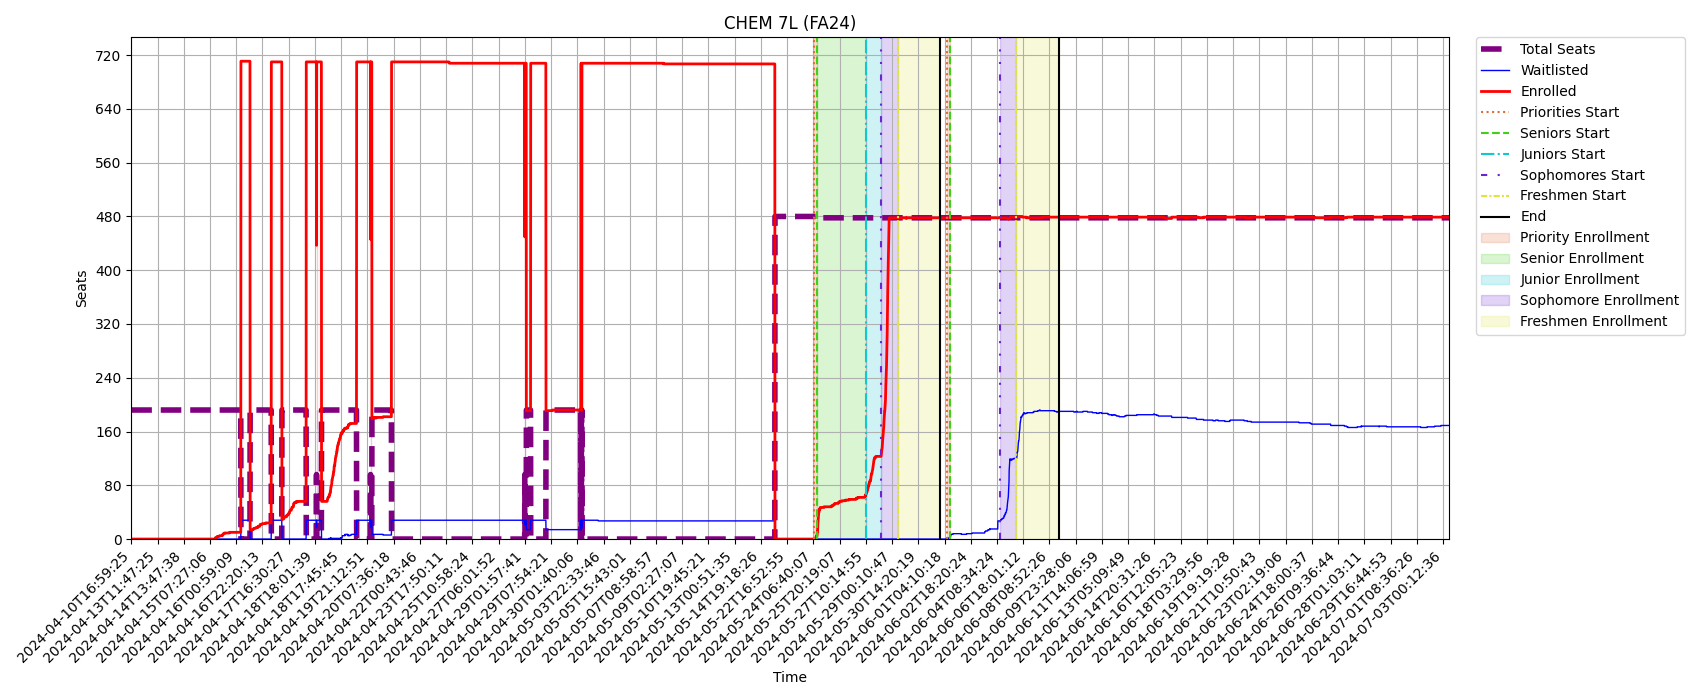 CHEM 7L (FA24)
Seats
720
640
560
480
400
320
240
160
80
0
2024-04-10T16:59:25
2024-04-13T11:47:25
2024-04-14T13:47:38
2024-04-15T07:27:06
2024-04-16T00:59:09
2024-04-16T22:20:13
2024-04-17T16:30:27
2024-04-18T18:01:39
2024-04-18T17:45:45
2024-04-19T21:12:51
2024-04-20T07:36:18
2024-04-22T00:43:46
2024-04-23T17:50:11
2024-04-27T06:58:24
2024-04-29T01:57:41
2024-04-29T07:54:21
2024-04-30T01:40:06
2024-05-03T22:33:46
2024-05-05T15:43:01
2024-05-07T08:58:57
2024-05-09T02:27:07
2024-05-10T19:45:21
2024-05-13T00:51:35
2024-05-14T19:18:26
2024-05-22T16:52:55
2024-05-24T06:40:07
2024-05-25T20:19:07
2024-05-27T10:14:55
2024-05-29T00:10:47
2024-05-30T14:20:19
2024-06-01T04:10:18
2024-06-02T18:20:24
2024-06-04T08:34:24
2024-06-06T18:01:12
2024-06-08T08:52:26
2024-06-09T23:28:06
2024-06-11T14:06:59
2024-06-13T05:09:49
2024-06-14T20:31:26
2024-06-16T12:05:23
2024-06-18T03:29:56
2024-06-19T19:19:28
2024-06-21T10:50:43
2024-06-23T02:19:06
2024-06-24T18:00:37
2024-06-26T09:36:44
2024-06-28T01:03:11
2024-06-29T16:44:53
2024-07-01T08:36:26
2024-07-03T00:12:36
Time
Total Seats
Waitlisted
Enrolled
Priorities Start
Seniors Start
Juniors Start
Sophomores Start
Freshmen Start
End
Priority Enrollment
Senior Enrollment
Junior Enrollment
Sophomore Enrollment
Freshmen Enrollment